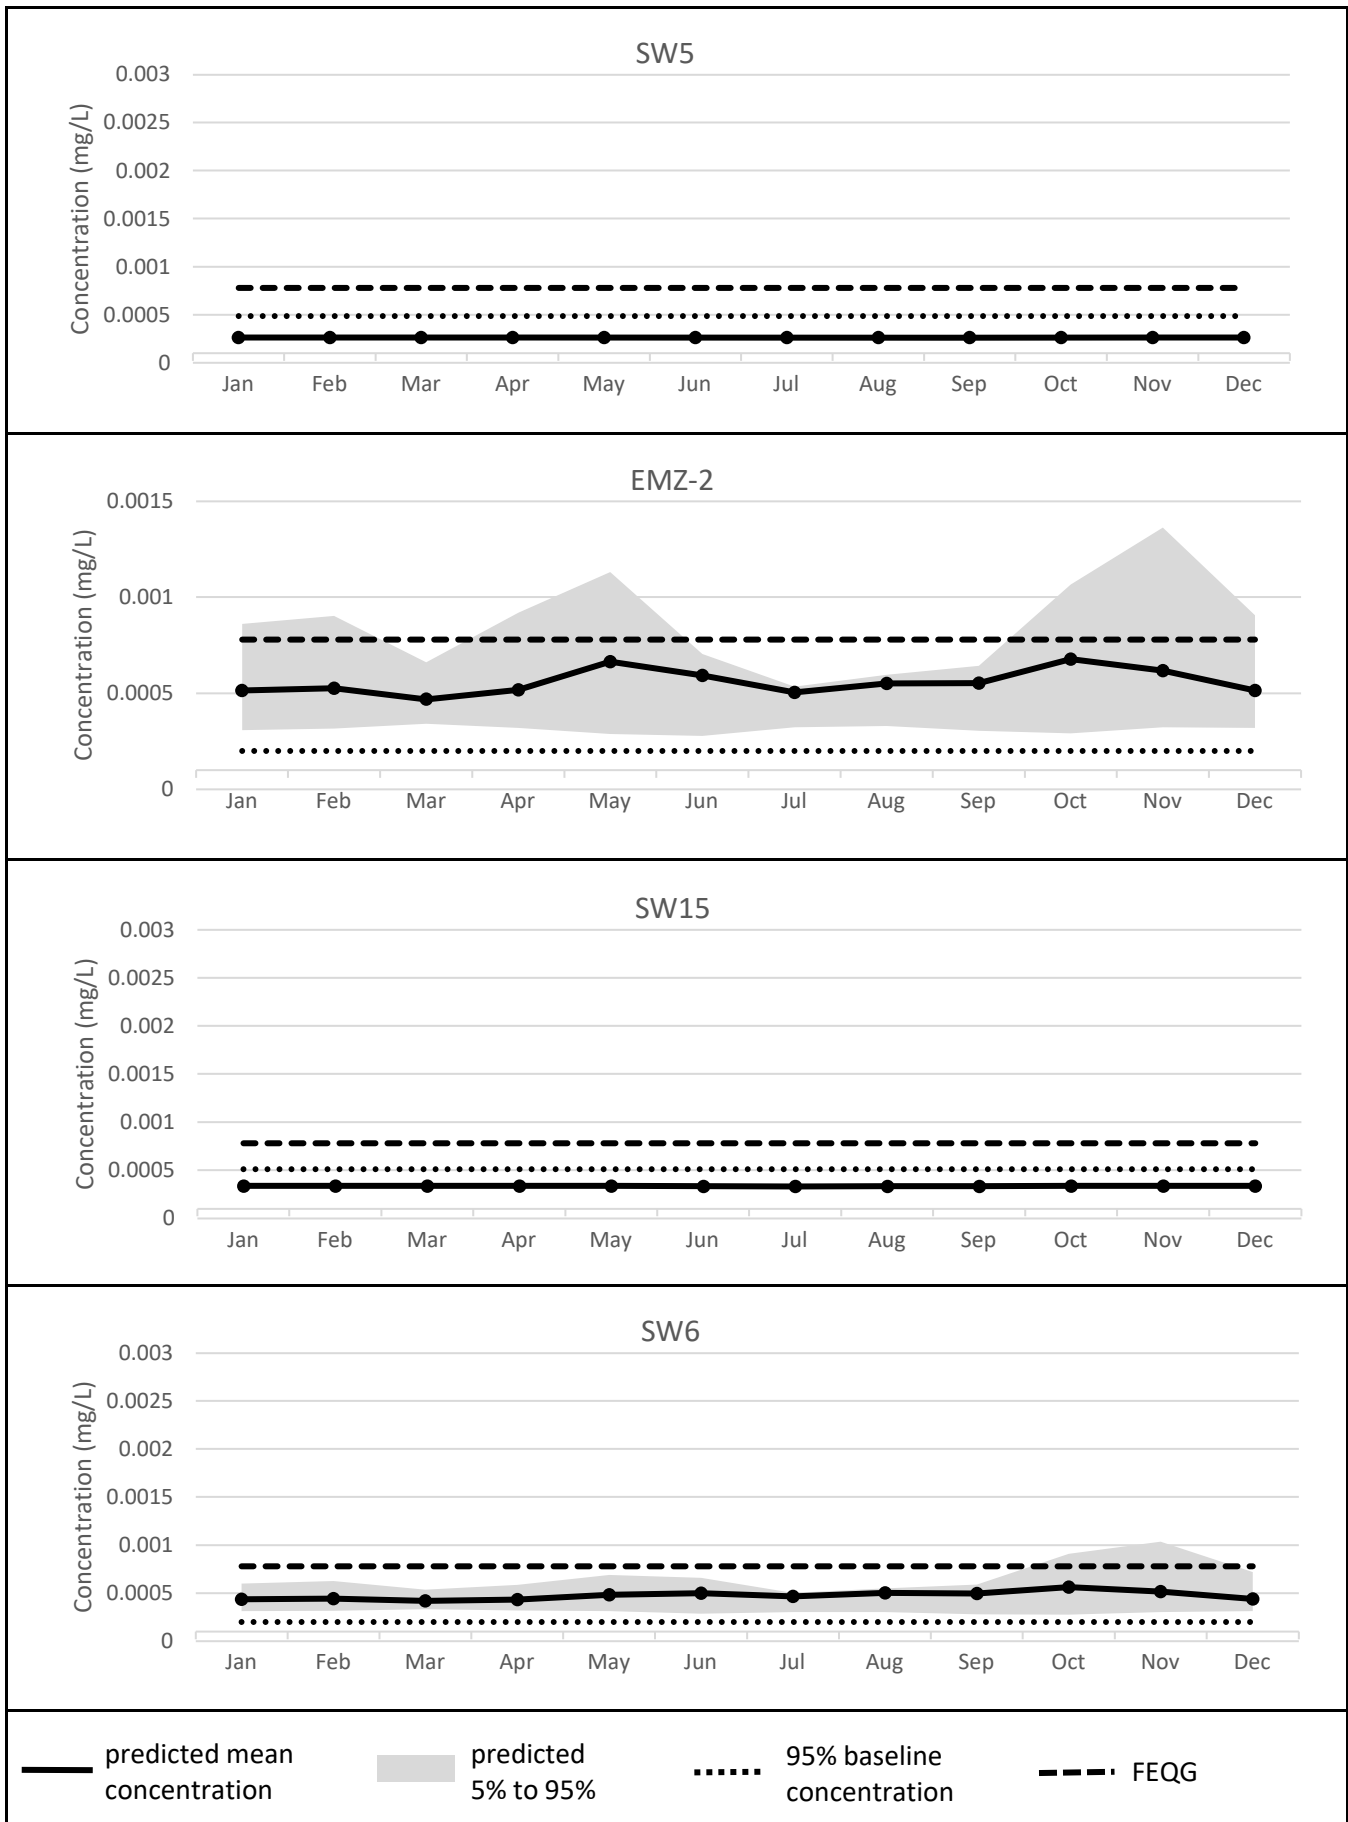 SW5
Concentration (mg/L)
0.003
0.0025
0.002
0.0015
0.001
0.0005
0
Jan Feb Mar Apr May Jun Jul Aug Sep Oct Nov Dec
EMZ-2
Concentration (mg/L)
0.0015
0.001
0.0005
0
Jan Feb Mar Apr May Jun Jul Aug Sep Oct Nov Dec
SW15
Concentration (mg/L)
0.003
0.0025
0.002
0.0015
0.001
0.0005
0
Jan Feb Mar Apr May Jun Jul Aug Sep Oct Nov Dec
SW6
Concentration (mg/L)
0.003
0.0025
0.002
0.0015
0.001
0.0005
0
Jan Feb Mar Apr May Jun Jul Aug Sep Oct Nov Dec
predicted mean
concentration
predicted
5% to 95%
95% baseline
concentration
FEQG